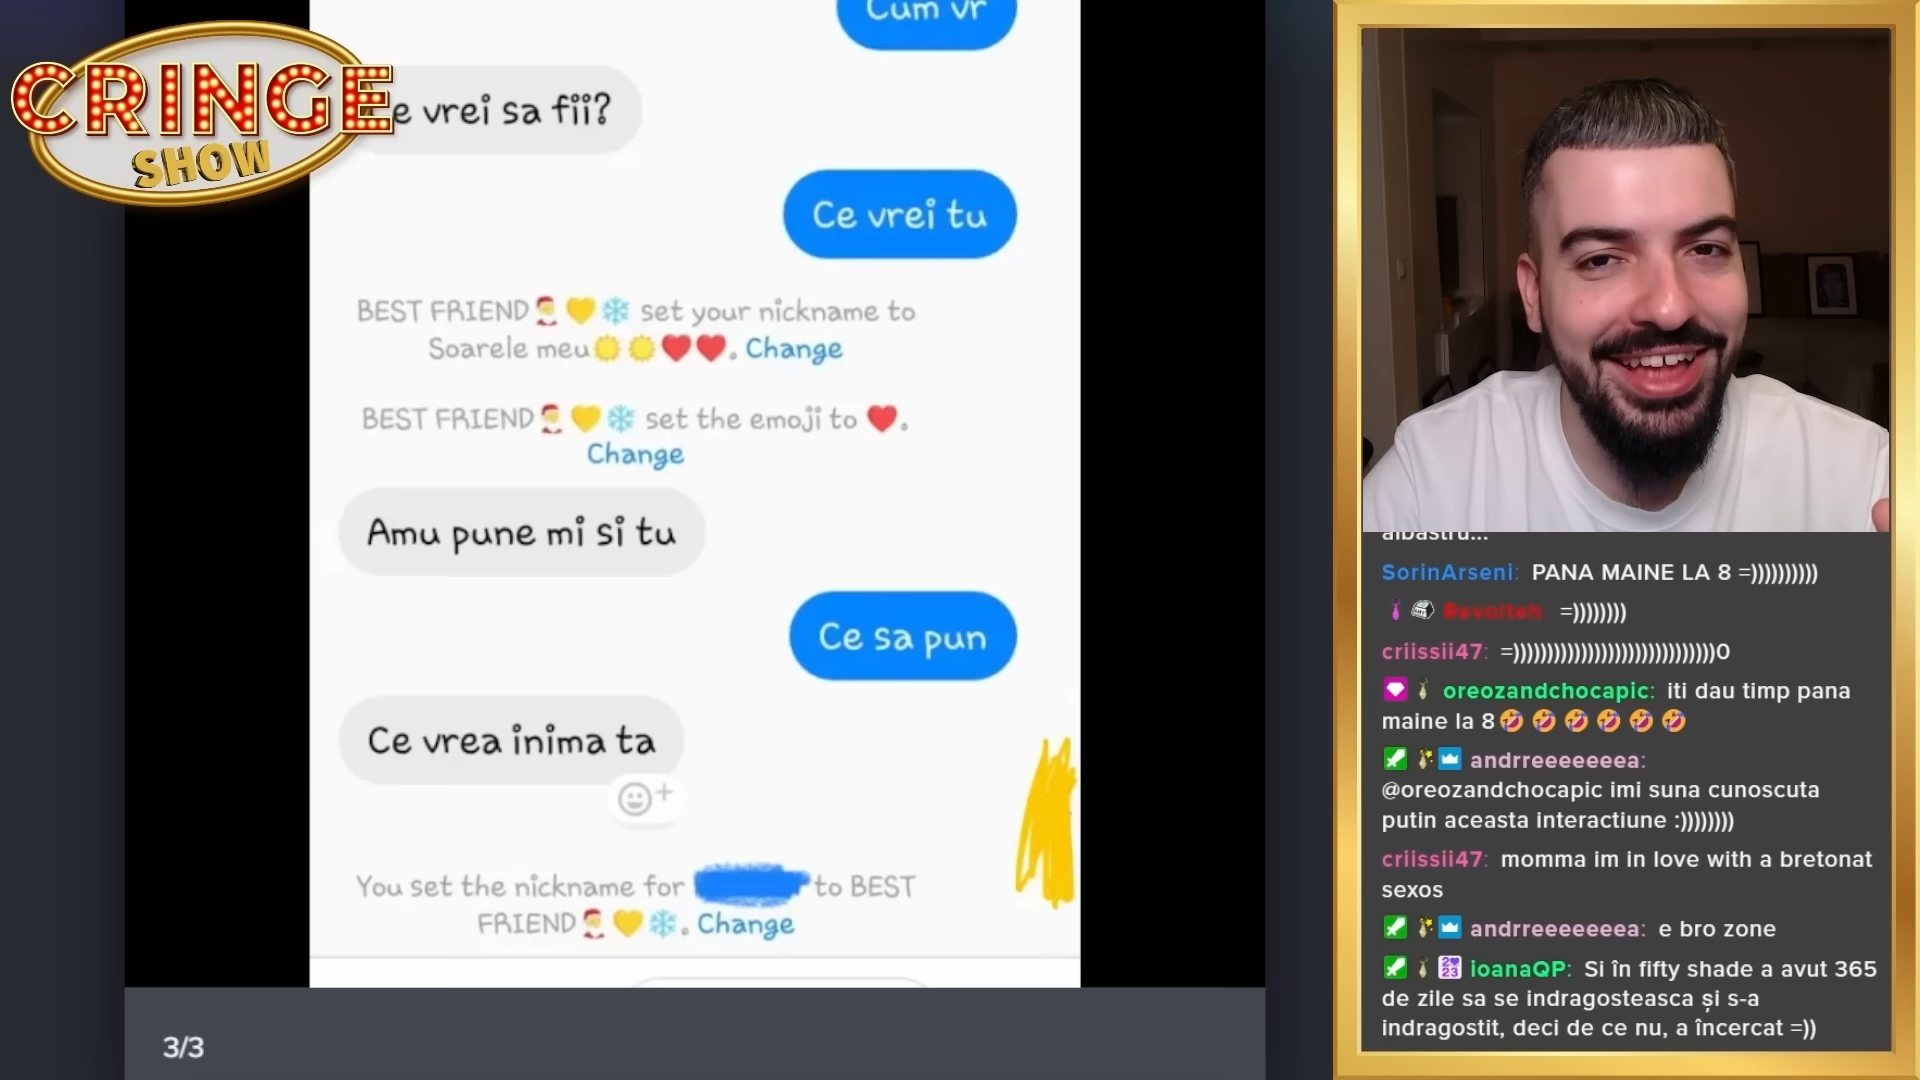 CRINGE
SHOW
Cum vr
e vrei sa fii?
Ce vrei tu
BEST FRIEND🎅💛❄️ set your nickname to
Soarele meu🌞🌞❤️❤️. Change
BEST FRIEND🎅💛❄️ set the emoji to ❤️.
Change
Amu pune mi si tu
Ce sa pun
Ce vrea inima ta
You set the nickname for to BEST
FRIEND🎅💛❄️. Change
3/3
albastru...
SorinArseni: PANA MAINE LA 8 =))))))))))
Revolteh =))))))))
criissii47: =))))))))))))))))))))))))))))))0
oreozandchocapic: iti dau timp pana
maine la 8🤣🤣🤣🤣🤣🤣
andrreeeeeeea:
@oreozandchocapic imi suna cunoscuta
putin aceasta interactiune :))))))))
criissii47: momma im in love with a bretonat
sexos
andrreeeeeeea: e bro zone
ioanaQP: Si în fifty shade a avut 365
de zile sa se indragosteasca și s-a
indragostit, deci de ce nu, a încercat =))